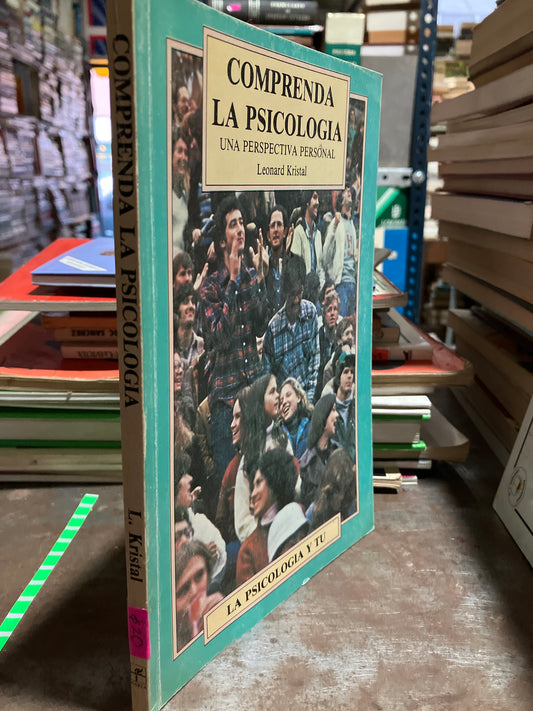 COMPRENDA
LA PSICOLOGIA
UNA PERSPECTIVA PERSONAL
Leonard Kristal
LA PSICOLOGIA Y TU
COMPRENDA LA PSICOLOGIA
L. Kristal